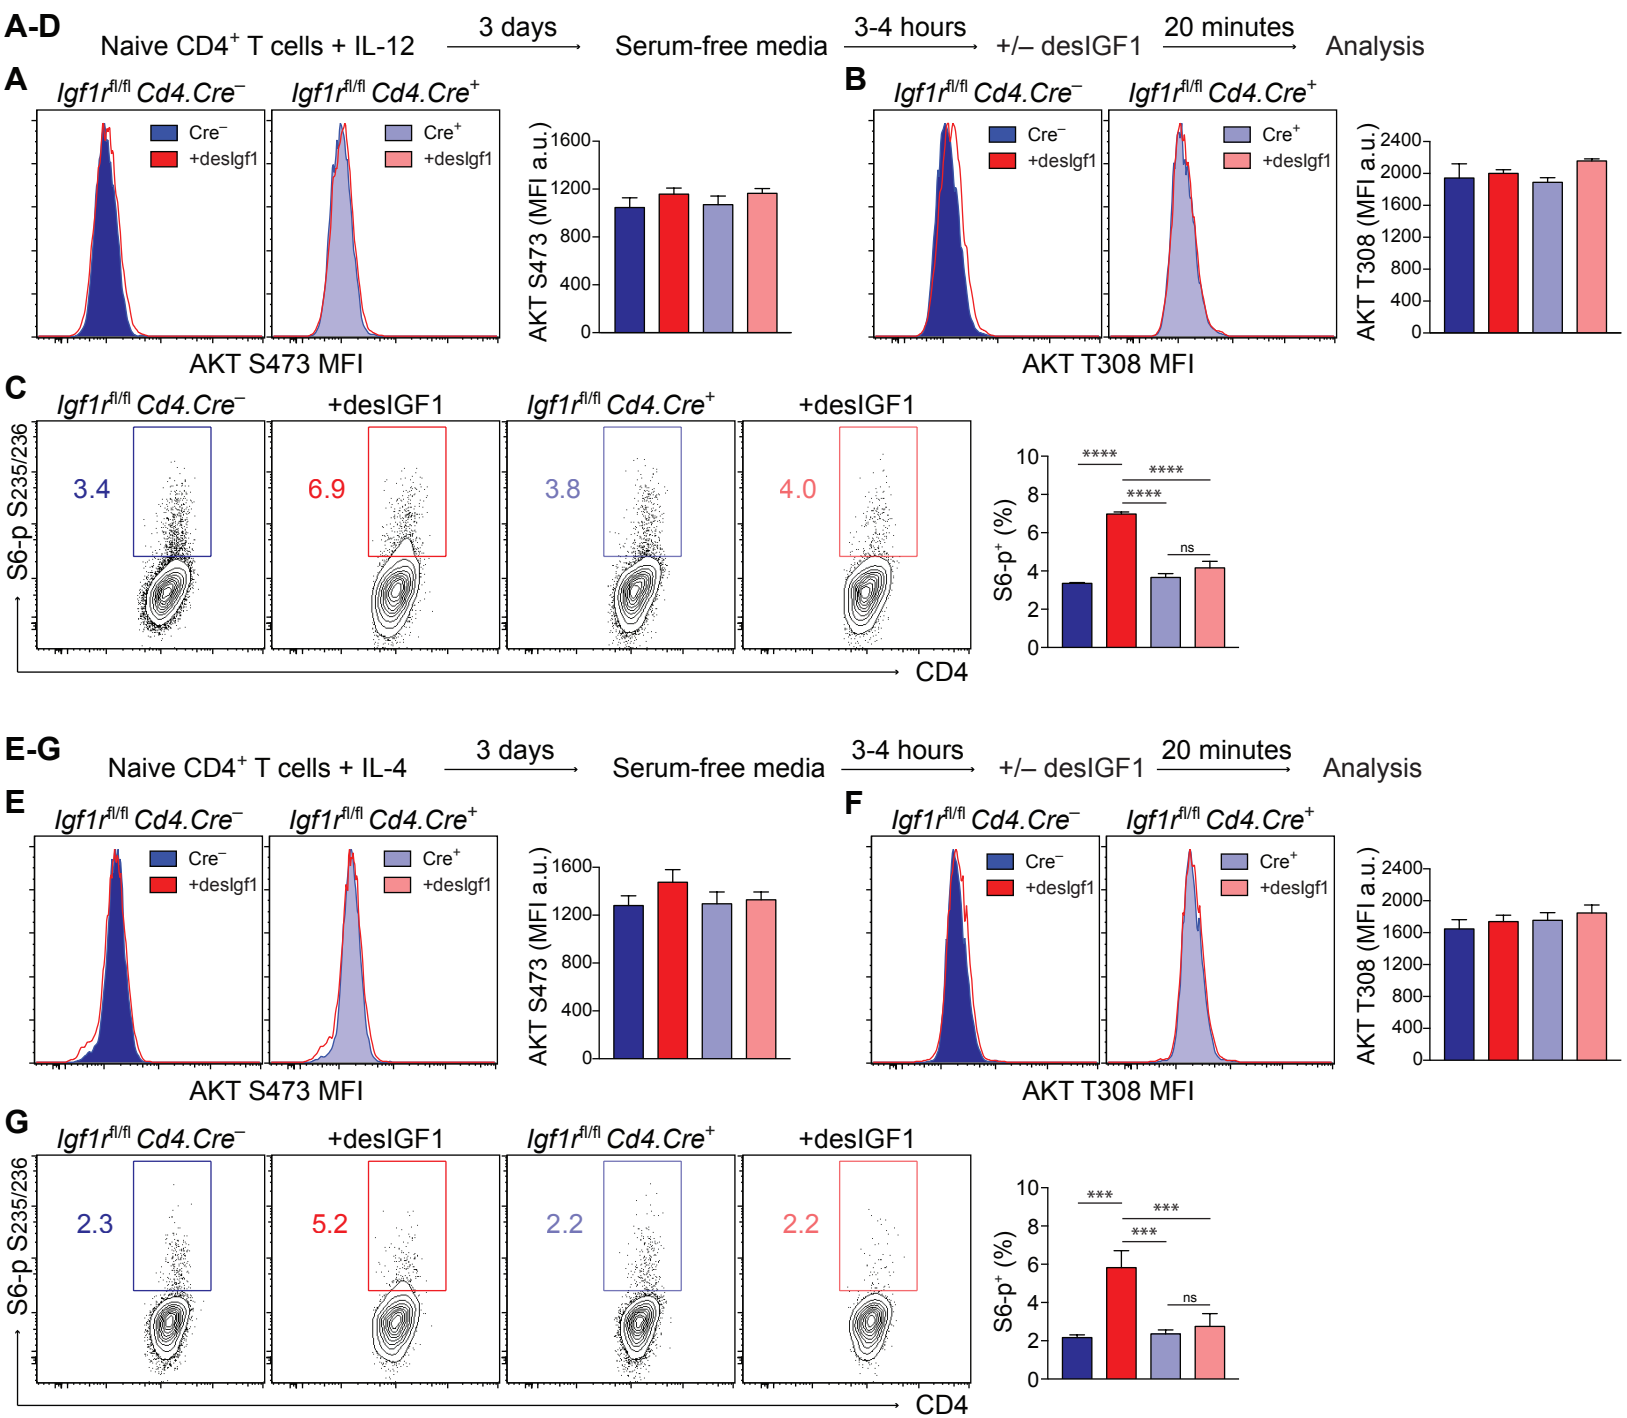 A-D
Naive CD4+ T cells + IL-12
3 days
Serum-free media
3-4 hours
+/– desIGF1
20 minutes
Analysis
A
Igf1rfl/fl Cd4.Cre–
Igf1rfl/fl Cd4.Cre+
Cre–
+desIgf1
Cre+
+desIgf1
AKT S473 MFI
AKT S473 (MFI a.u.)
1600
1200
800
400
0
B
Igf1rfl/fl Cd4.Cre–
Igf1rfl/fl Cd4.Cre+
Cre–
+desIgf1
Cre+
+desIgf1
AKT T308 MFI
AKT T308 (MFI a.u.)
2400
2000
1600
1200
800
400
0
C
Igf1rfl/fl Cd4.Cre–
+desIGF1
Igf1rfl/fl Cd4.Cre+
+desIGF1
S6-p S235/236
3.4
6.9
3.8
4.0
CD4
S6-p+ (%)
10
8
6
4
2
0
****
****
****
ns
E-G
Naive CD4+ T cells + IL-4
3 days
Serum-free media
3-4 hours
+/– desIGF1
20 minutes
Analysis
E
Igf1rfl/fl Cd4.Cre–
Igf1rfl/fl Cd4.Cre+
Cre–
+desIgf1
Cre+
+desIgf1
AKT S473 MFI
AKT S473 (MFI a.u.)
1600
1200
800
400
0
F
Igf1rfl/fl Cd4.Cre–
Igf1rfl/fl Cd4.Cre+
Cre–
+desIgf1
Cre+
+desIgf1
AKT T308 MFI
AKT T308 (MFI a.u.)
2400
2000
1600
1200
800
400
0
G
Igf1rfl/fl Cd4.Cre–
+desIGF1
Igf1rfl/fl Cd4.Cre+
+desIGF1
S6-p S235/236
2.3
5.2
2.2
2.2
CD4
S6-p+ (%)
10
8
6
4
2
0
***
***
***
ns